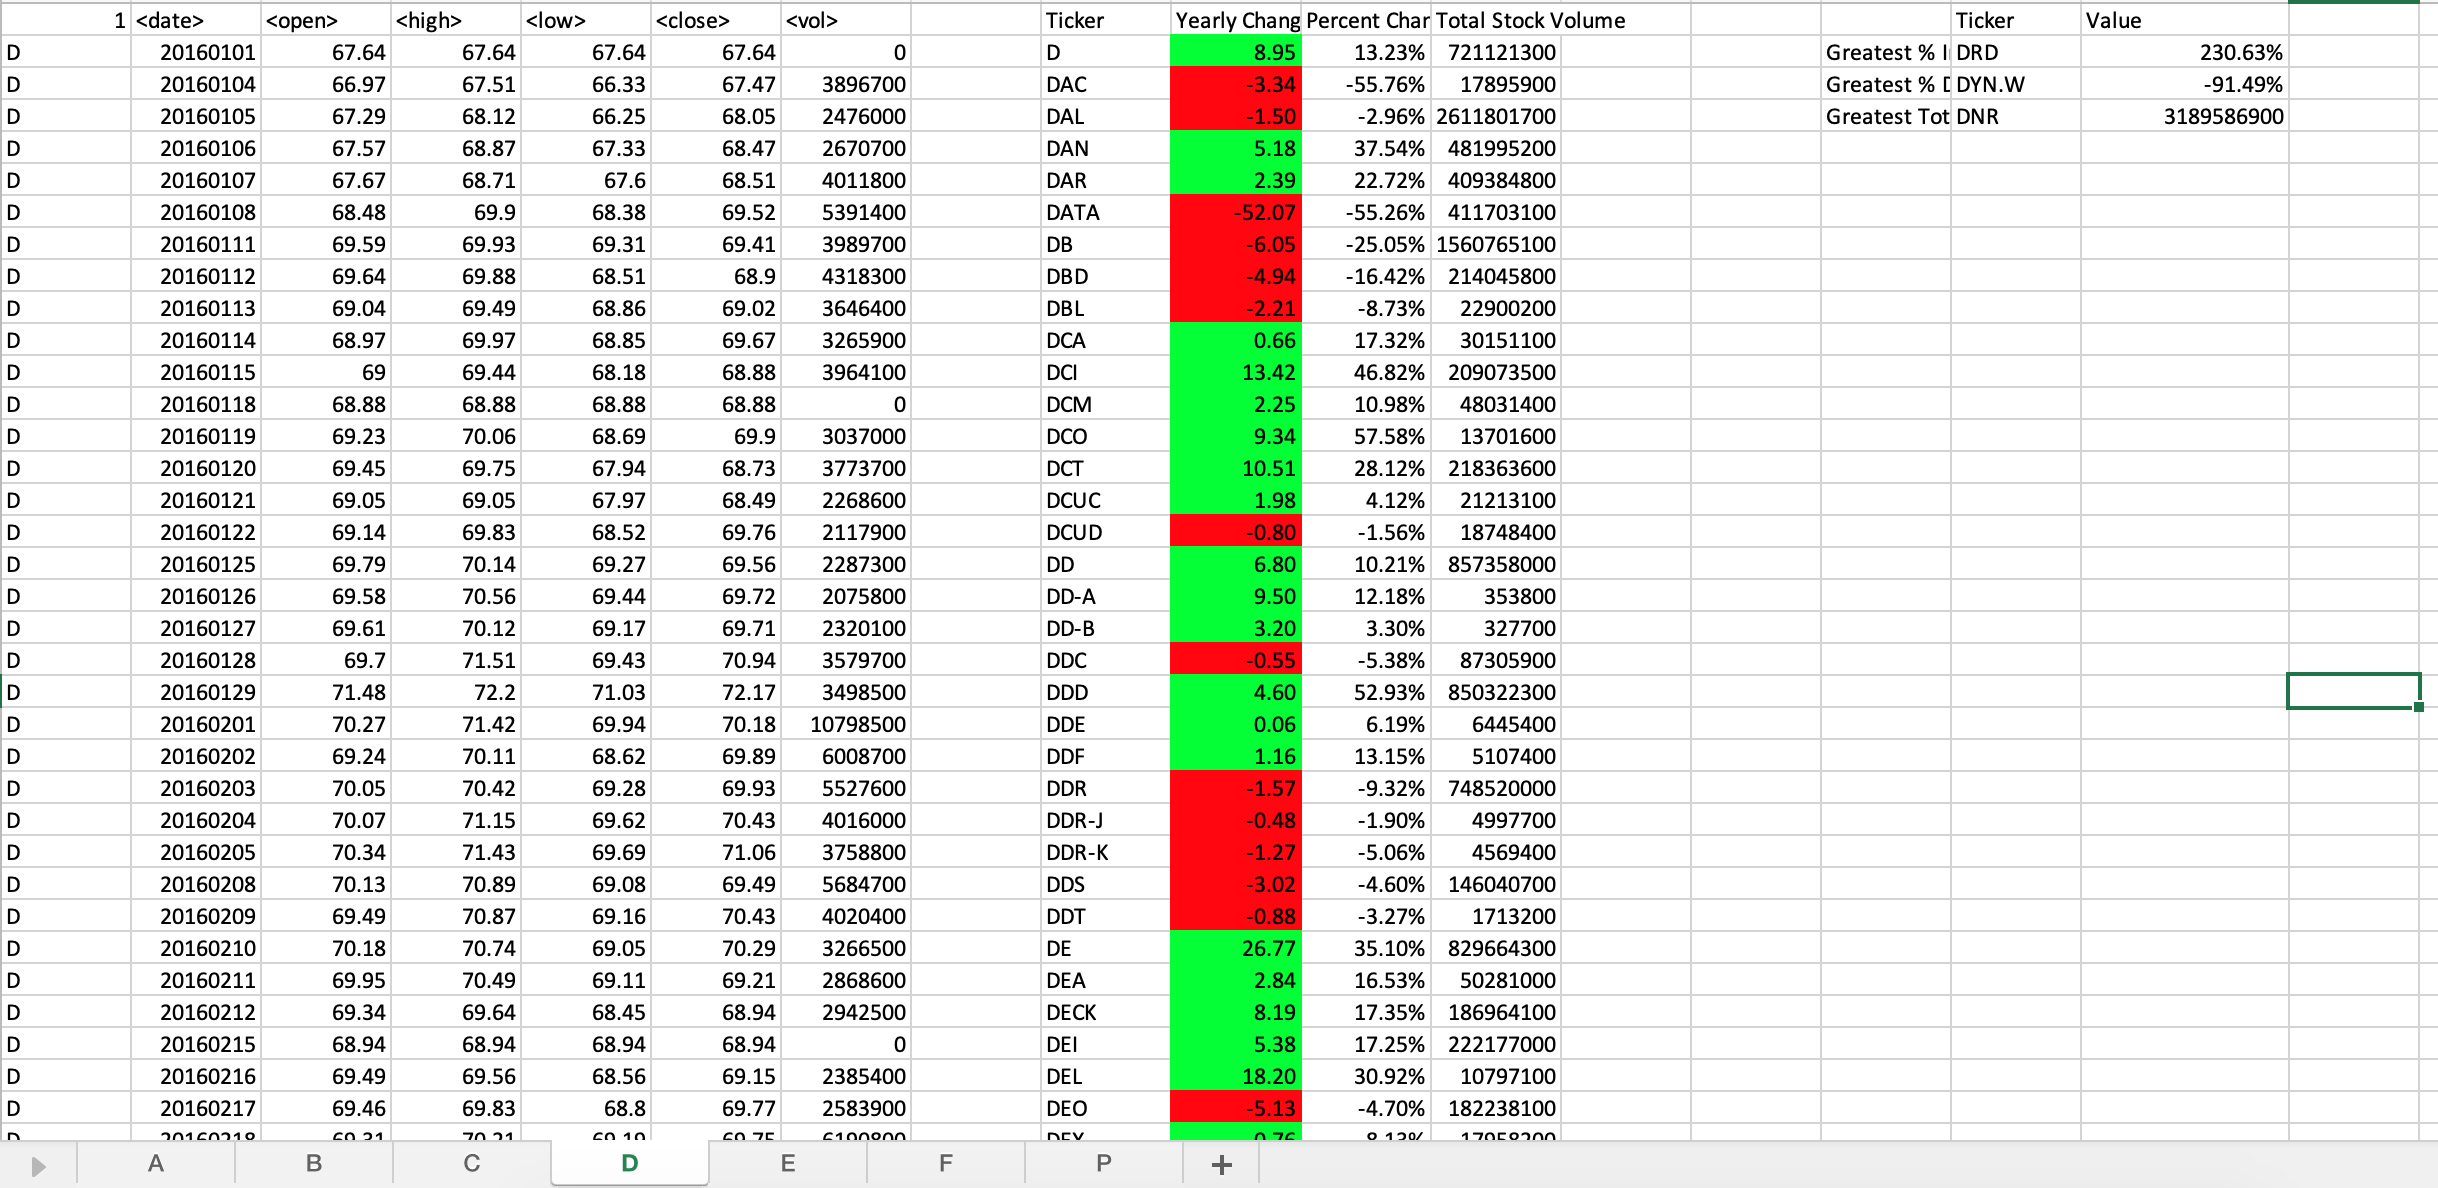 1 <date> <open> <high> <low> <close> <vol> Ticker Yearly Chang Percent Char Total Stock Volume Ticker Value
D 20160101 67.64 67.64 67.64 67.64 0 D 8.95 13.23% 721121300 Greatest % I DRD 230.63%
D 20160104 66.97 67.51 66.33 67.47 3896700 DAC -3.34 -55.76% 17895900 Greatest % D DYN.W -91.49%
D 20160105 67.29 68.12 66.25 68.05 2476000 DAL -1.50 -2.96% 2611801700 Greatest Tot DNR 3189586900
D 20160106 67.57 68.87 67.33 68.47 2670700 DAN 5.18 37.54% 481995200
D 20160107 67.67 68.71 67.6 68.51 4011800 DAR 2.39 22.72% 409384800
D 20160108 68.48 69.9 68.38 69.52 5391400 DATA -52.07 -55.26% 411703100
D 20160111 69.59 69.93 69.31 69.41 3989700 DB -6.05 -25.05% 1560765100
D 20160112 69.64 69.88 68.51 68.9 4318300 DBD -4.94 -16.42% 214045800
D 20160113 69.04 69.49 68.86 69.02 3646400 DBL -2.21 -8.73% 22900200
D 20160114 68.97 69.97 68.85 69.67 3265900 DCA 0.66 17.32% 30151100
D 20160115 69 69.44 68.18 68.88 3964100 DCI 13.42 46.82% 209073500
D 20160118 68.88 68.88 68.88 68.88 0 DCM 2.25 10.98% 48031400
D 20160119 69.23 70.06 68.69 69.9 3037000 DCO 9.34 57.58% 13701600
D 20160120 69.45 69.75 67.94 68.73 3773700 DCT 10.51 28.12% 218363600
D 20160121 69.05 69.05 67.97 68.49 2268600 DCUC 1.98 4.12% 21213100
D 20160122 69.14 69.83 68.52 69.76 2117900 DCUD -0.80 -1.56% 18748400
D 20160125 69.79 70.14 69.27 69.56 2287300 DD 6.80 10.21% 857358000
D 20160126 69.58 70.56 69.44 69.72 2075800 DD-A 9.50 12.18% 353800
D 20160127 69.61 70.12 69.17 69.71 2320100 DD-B 3.20 3.30% 327700
D 20160128 69.7 71.51 69.43 70.94 3579700 DDC -0.55 -5.38% 87305900
D 20160129 71.48 72.2 71.03 72.17 3498500 DDD 4.60 52.93% 850322300
D 20160201 70.27 71.42 69.94 70.18 10798500 DDE 0.06 6.19% 6445400
D 20160202 69.24 70.11 68.62 69.89 6008700 DDF 1.16 13.15% 5107400
D 20160203 70.05 70.42 69.28 69.93 5527600 DDR -1.57 -9.32% 748520000
D 20160204 70.07 71.15 69.62 70.43 4016000 DDR-J -0.48 -1.90% 4997700
D 20160205 70.34 71.43 69.69 71.06 3758800 DDR-K -1.27 -5.06% 4569400
D 20160208 70.13 70.89 69.08 69.49 5684700 DDS -3.02 -4.60% 146040700
D 20160209 69.49 70.87 69.16 70.43 4020400 DDT -0.88 -3.27% 1713200
D 20160210 70.18 70.74 69.05 70.29 3266500 DE 26.77 35.10% 829664300
D 20160211 69.95 70.49 69.11 69.21 2868600 DEA 2.84 16.53% 50281000
D 20160212 69.34 69.64 68.45 68.94 2942500 DECK 8.19 17.35% 186964100
D 20160215 68.94 68.94 68.94 68.94 0 DEI 5.38 17.25% 222177000
D 20160216 69.49 69.56 68.56 69.15 2385400 DEL 18.20 30.92% 10797100
D 20160217 69.46 69.83 68.8 69.77 2583900 DEO -5.13 -4.70% 182238100
D 20160218 69.31 70.21 69.19 69.75
A B C D E F P +